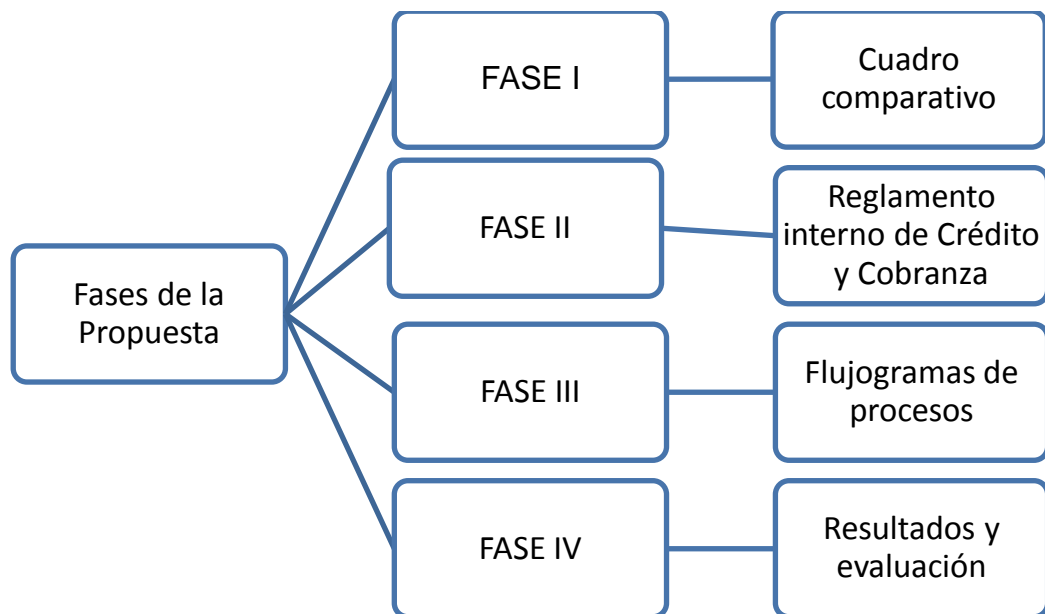 Fases de la
Propuesta
FASE I
Cuadro
comparativo
FASE II
Reglamento
interno de Crédito
y Cobranza
FASE III
Flujogramas de
procesos
FASE IV
Resultados y
evaluación